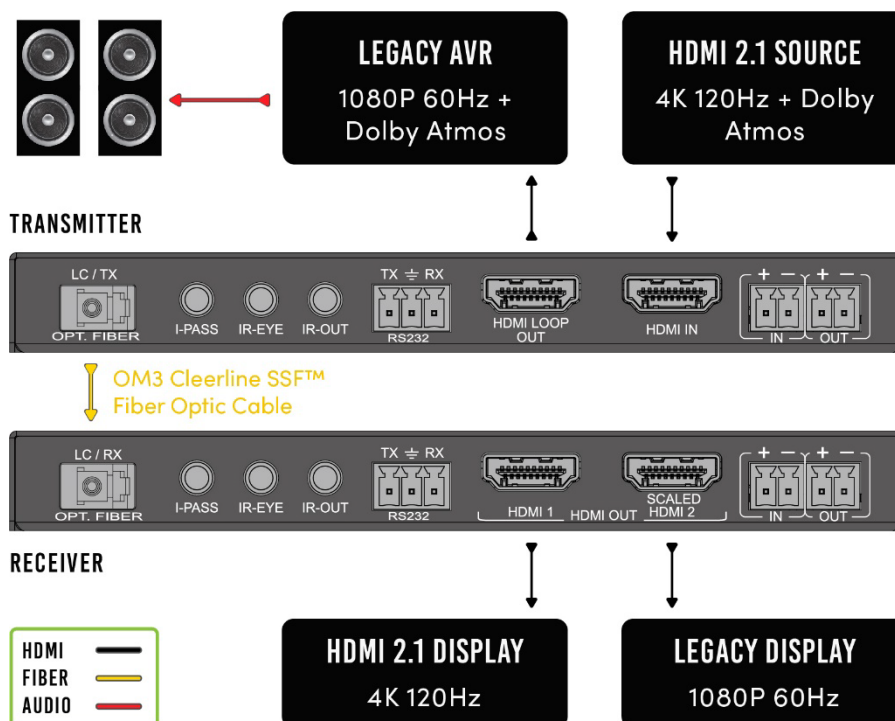 LEGACY AVR
1080P 60Hz +
Dolby Atmos
HDMI 2.1 SOURCE
4K 120Hz + Dolby
Atmos
TRANSMITTER
LC / TX
OPT. FIBER
I-PASS
IR-EYE
IR-OUT
TX RX
RS232
HDMI LOOP
OUT
HDMI IN
+ − + −
IN
OUT
OM3 Cleerline SSF™
Fiber Optic Cable
LC / RX
OPT. FIBER
I-PASS
IR-EYE
IR-OUT
TX RX
RS232
HDMI 1
HDMI OUT
SCALED
HDMI 2
+ − + −
IN
OUT
RECEIVER
HDMI
FIBER
AUDIO
HDMI 2.1 DISPLAY
4K 120Hz
LEGACY DISPLAY
1080P 60Hz